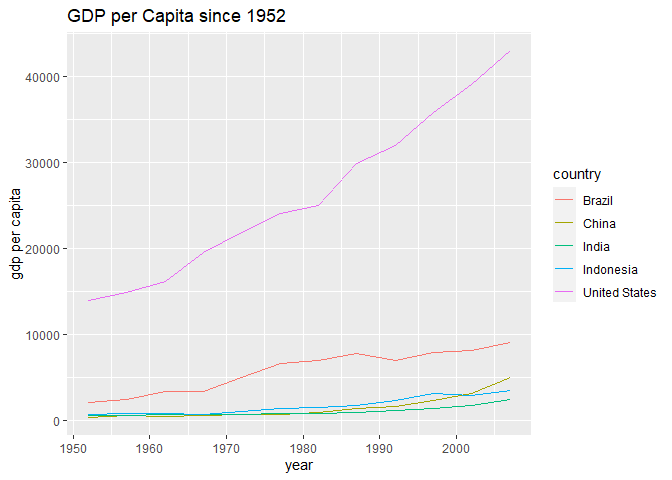 GDP per Capita since 1952
40000
30000
20000
10000
0
gdp per capita
1950 1960 1970 1980 1990 2000
year
country
Brazil
China
India
Indonesia
United States